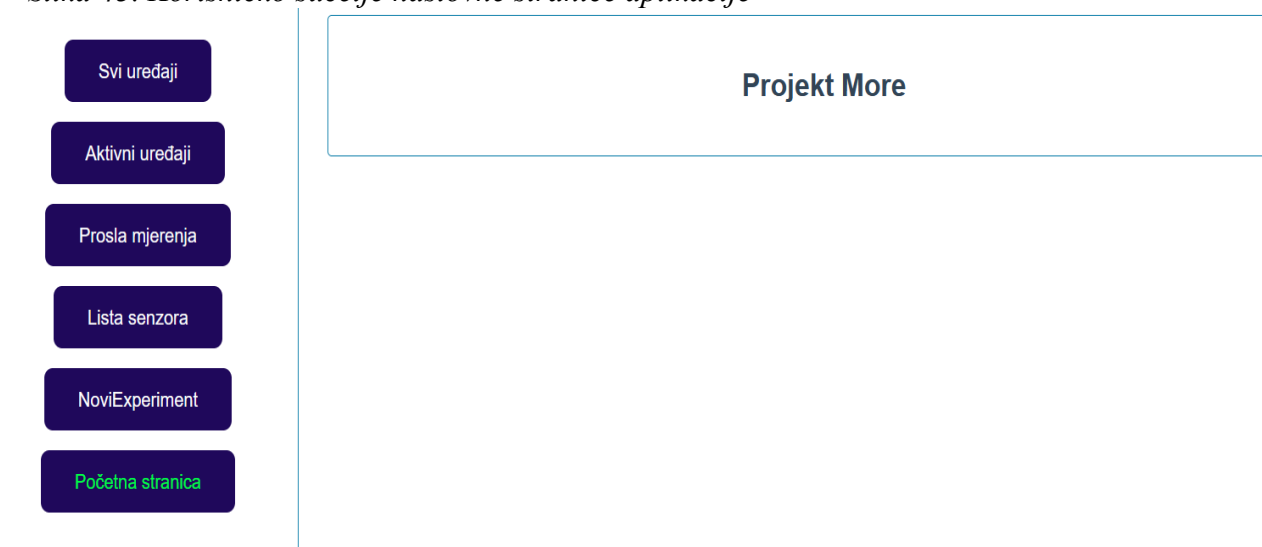 Svi uređaji
Aktivni uređaji
Prosla mjerenja
Lista senzora
NoviExperiment
Početna stranica
Projekt More